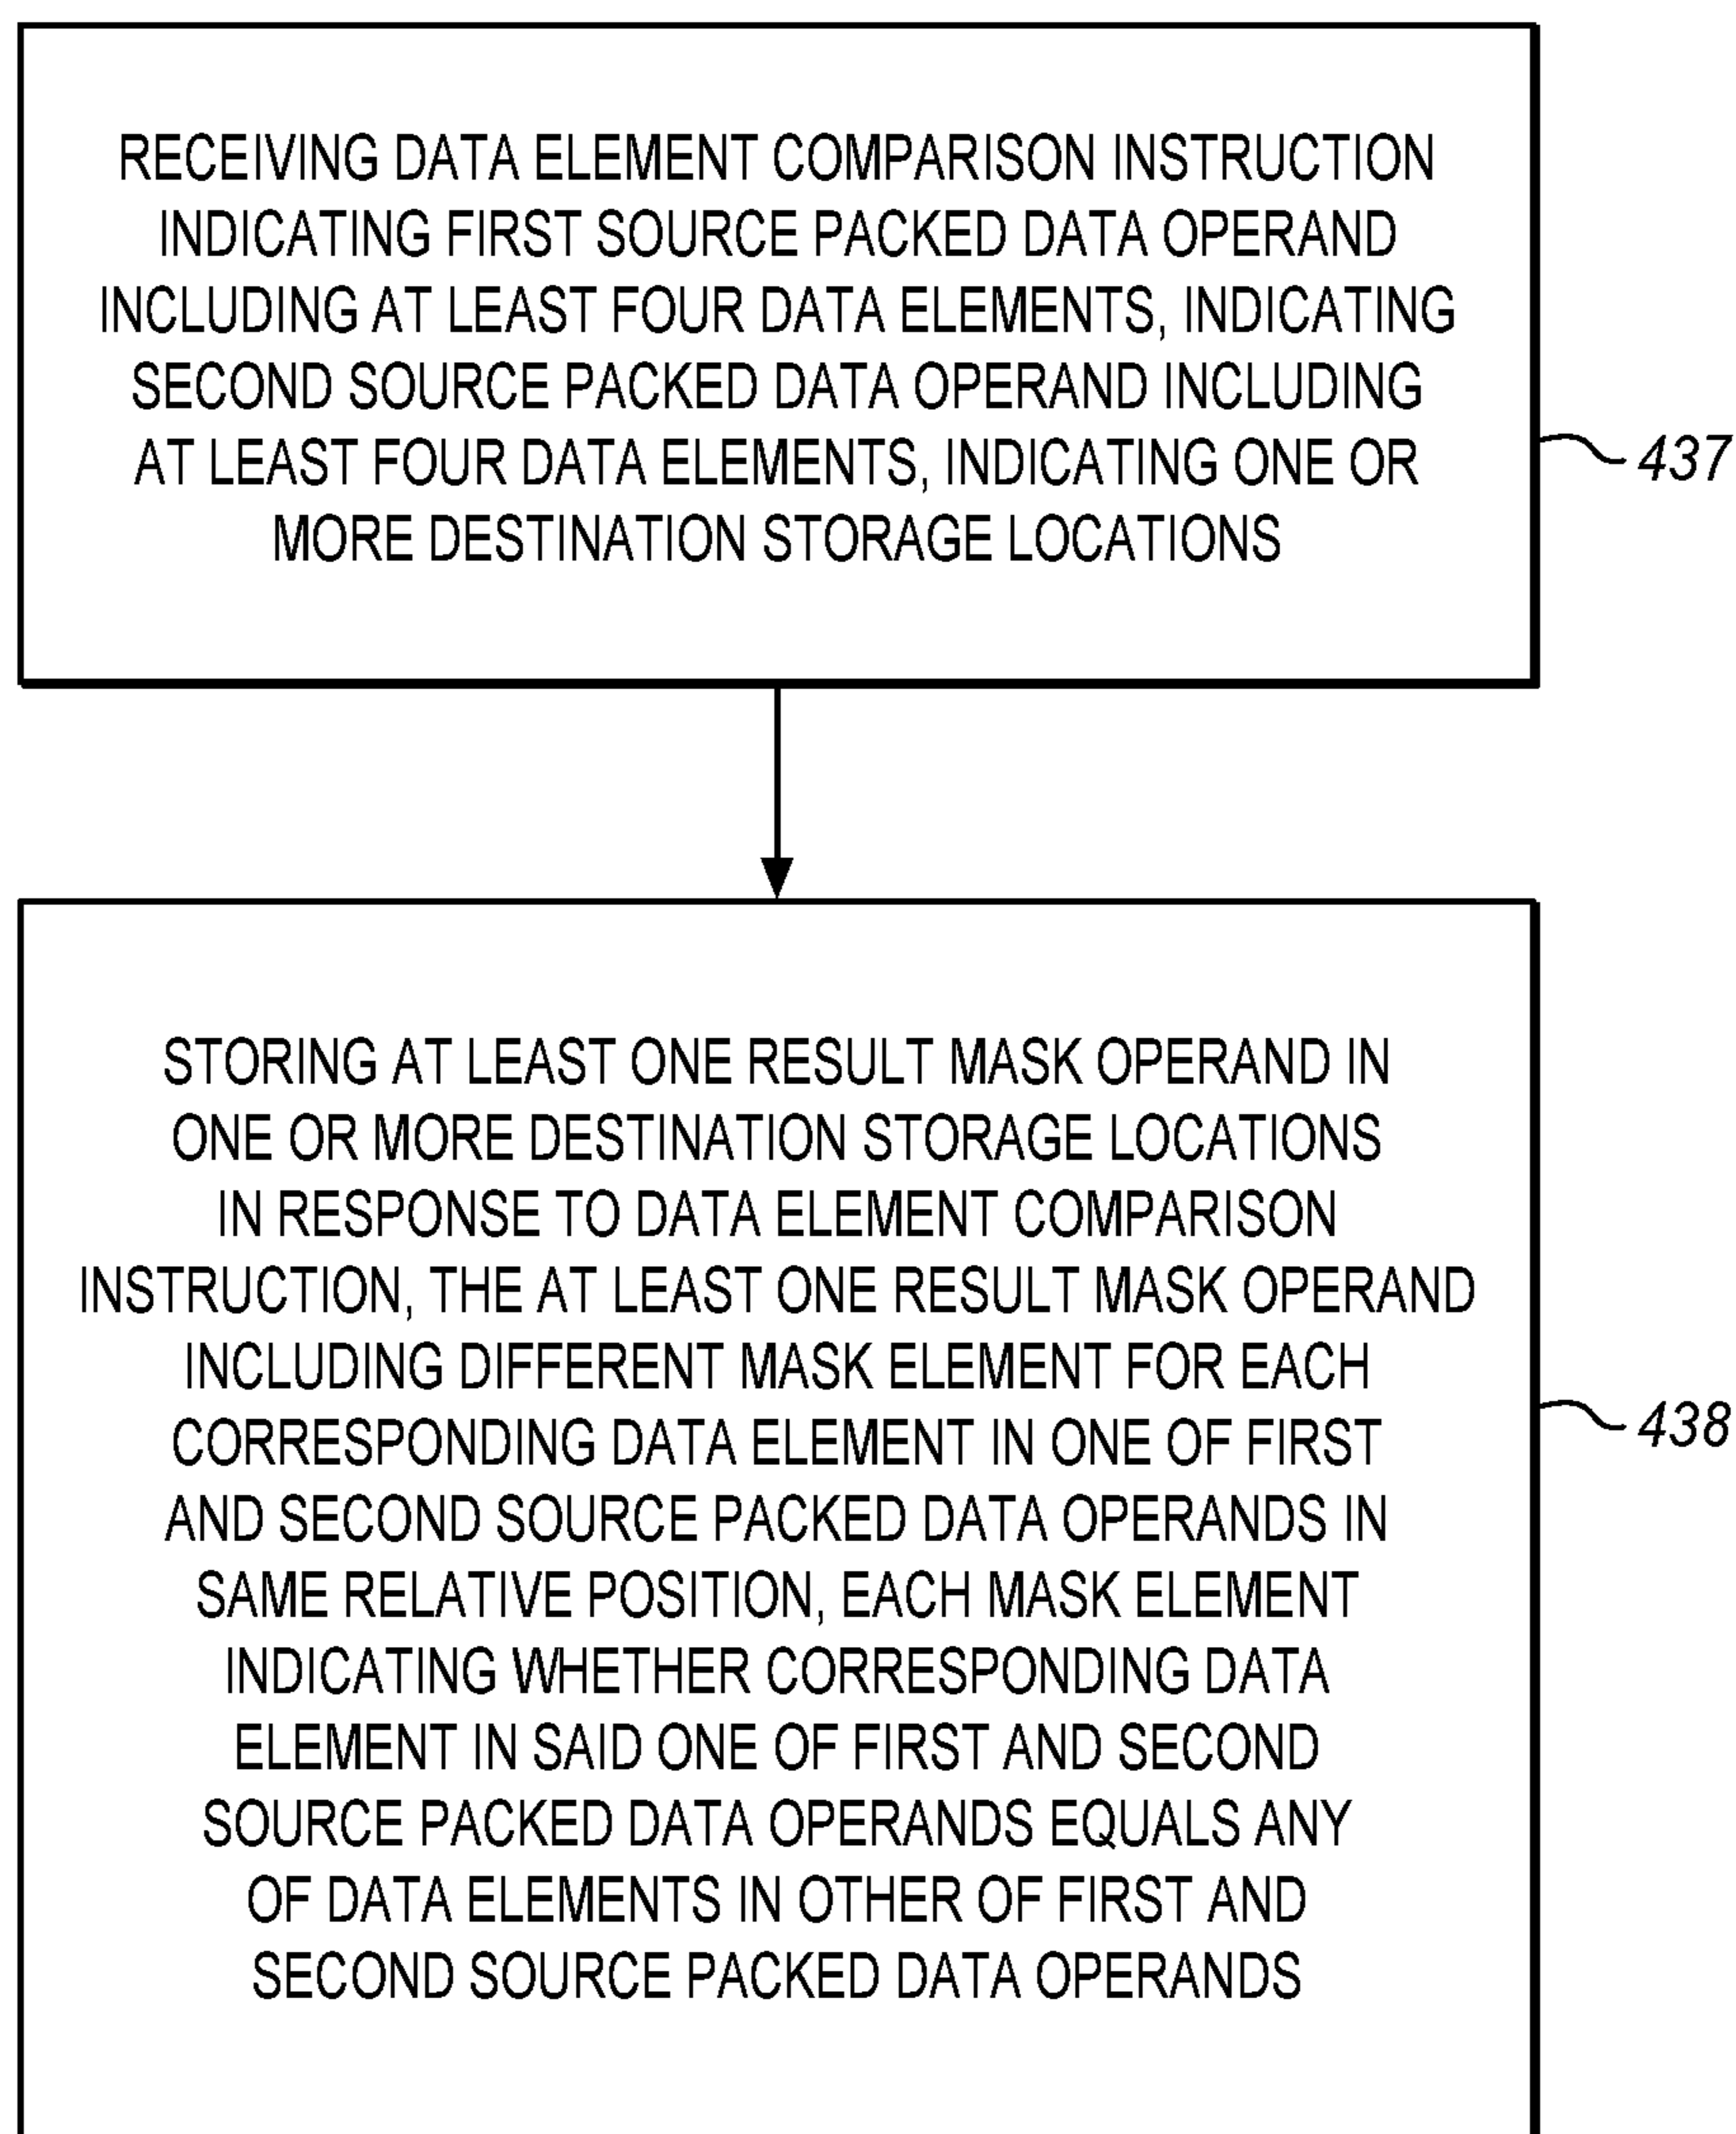 RECEIVING DATA ELEMENT COMPARISON INSTRUCTION
INDICATING FIRST SOURCE PACKED DATA OPERAND
INCLUDING AT LEAST FOUR DATA ELEMENTS, INDICATING
SECOND SOURCE PACKED DATA OPERAND INCLUDING
AT LEAST FOUR DATA ELEMENTS, INDICATING ONE OR
MORE DESTINATION STORAGE LOCATIONS
437
STORING AT LEAST ONE RESULT MASK OPERAND IN
ONE OR MORE DESTINATION STORAGE LOCATIONS
IN RESPONSE TO DATA ELEMENT COMPARISON
INSTRUCTION, THE AT LEAST ONE RESULT MASK OPERAND
INCLUDING DIFFERENT MASK ELEMENT FOR EACH
CORRESPONDING DATA ELEMENT IN ONE OF FIRST
AND SECOND SOURCE PACKED DATA OPERANDS IN
SAME RELATIVE POSITION, EACH MASK ELEMENT
INDICATING WHETHER CORRESPONDING DATA
ELEMENT IN SAID ONE OF FIRST AND SECOND
SOURCE PACKED DATA OPERANDS EQUALS ANY
OF DATA ELEMENTS IN OTHER OF FIRST AND
SECOND SOURCE PACKED DATA OPERANDS
438